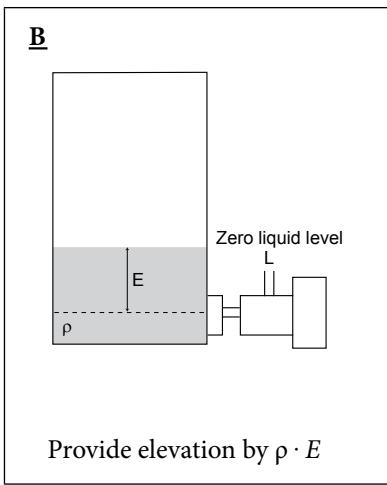 B
Zero liquid level
L
E
ρ
Provide elevation by ρ · E